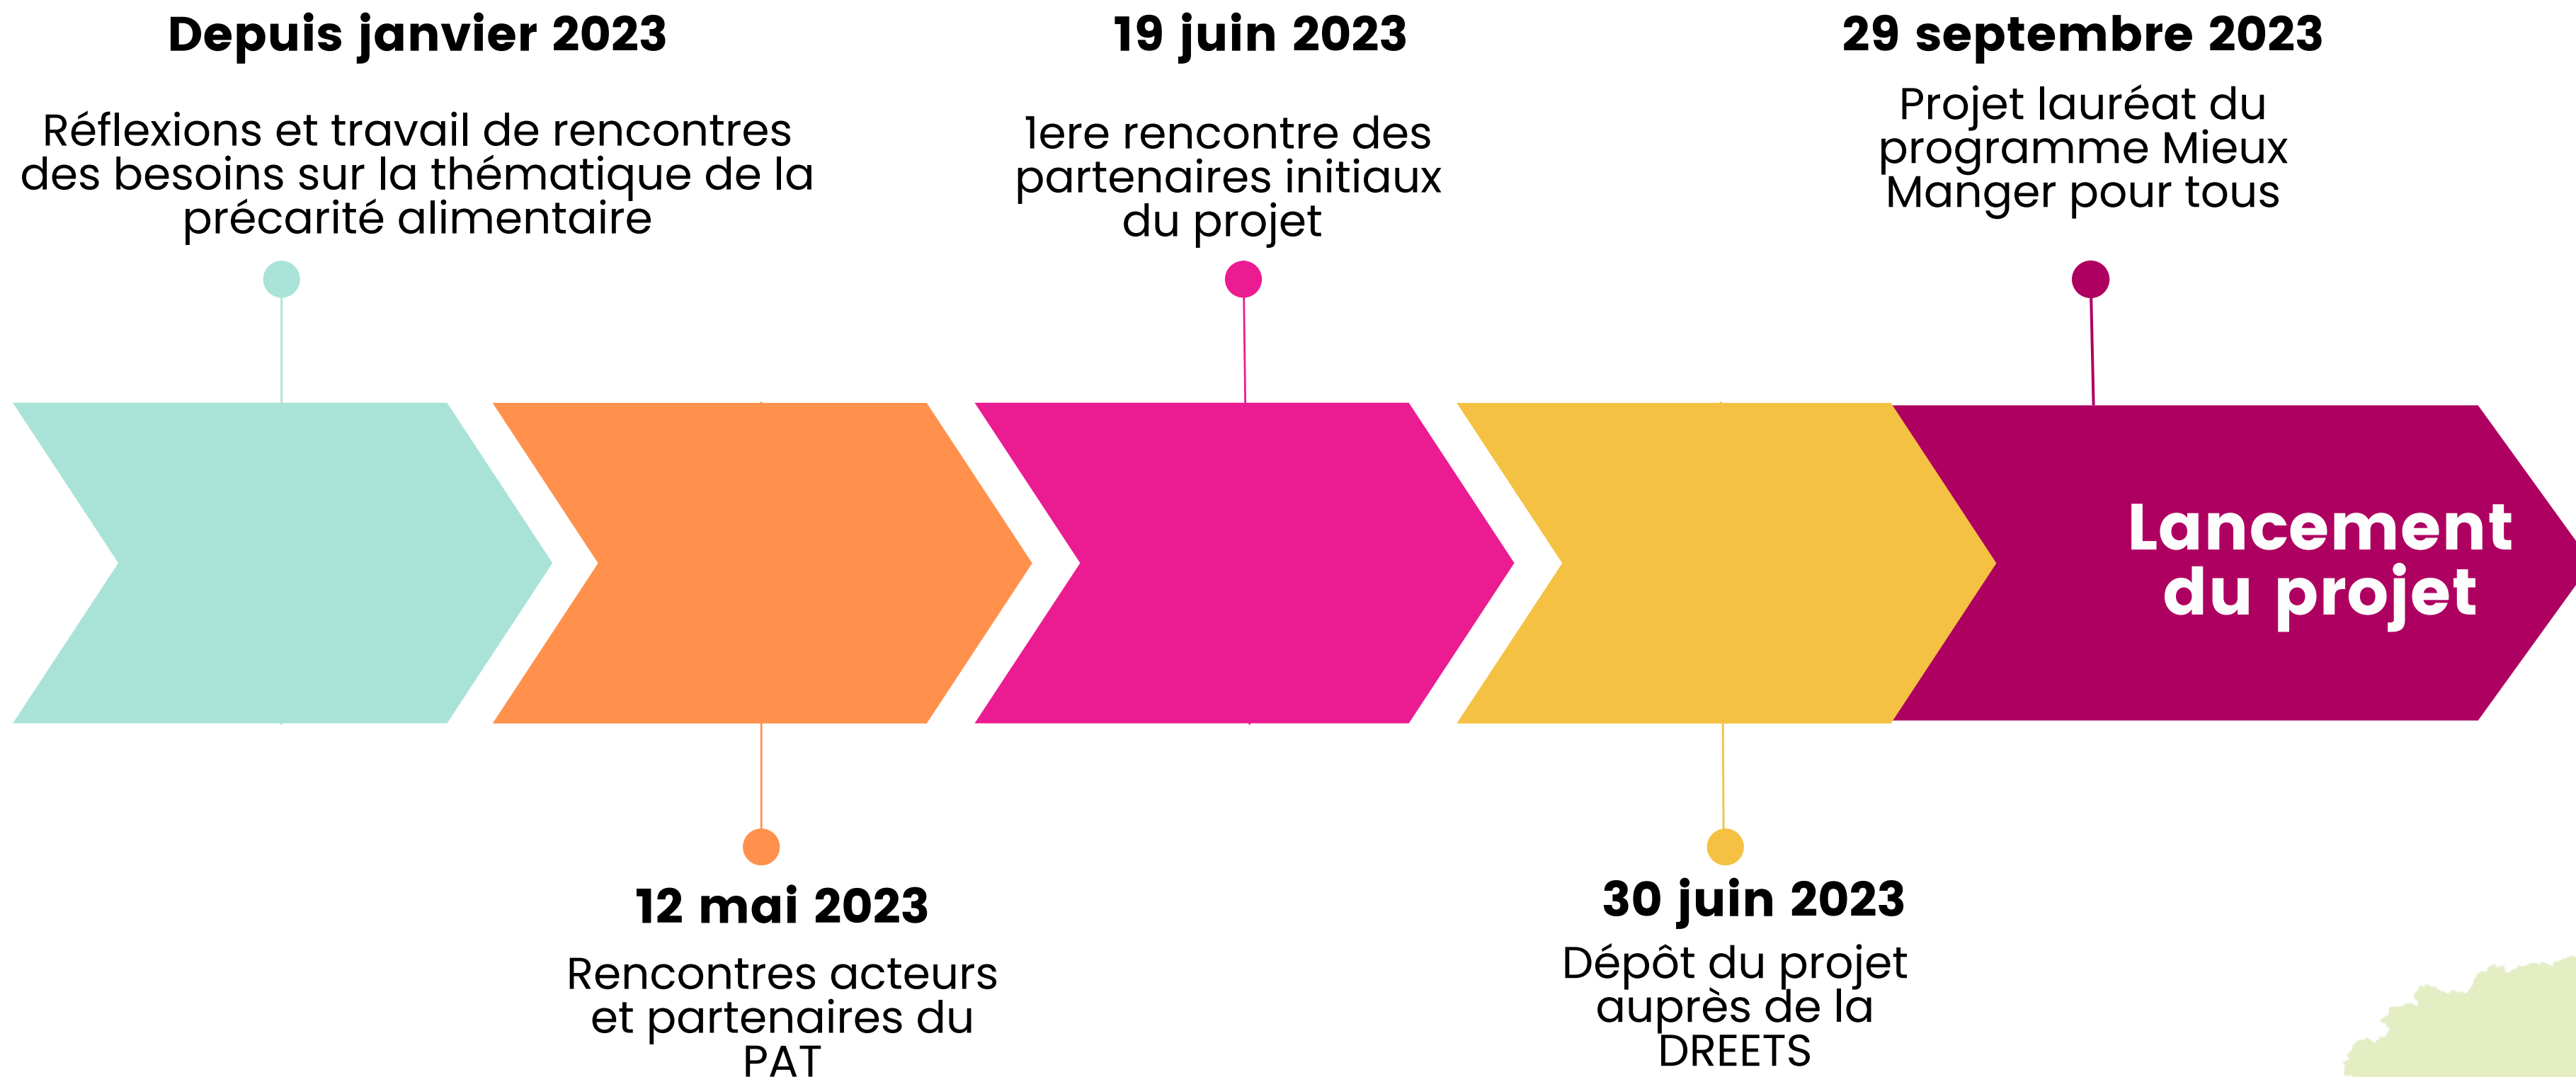 Depuis janvier 2023
Réflexions et travail de rencontres
des besoins sur la thématique de la
précarité alimentaire
12 mai 2023
Rencontres acteurs
et partenaires du
PAT
19 juin 2023
1ere rencontre des
partenaires initiaux
du projet
30 juin 2023
Dépôt du projet
auprès de la
DREETS
29 septembre 2023
Projet lauréat du
programme Mieux
Manger pour tous
Lancement
du projet